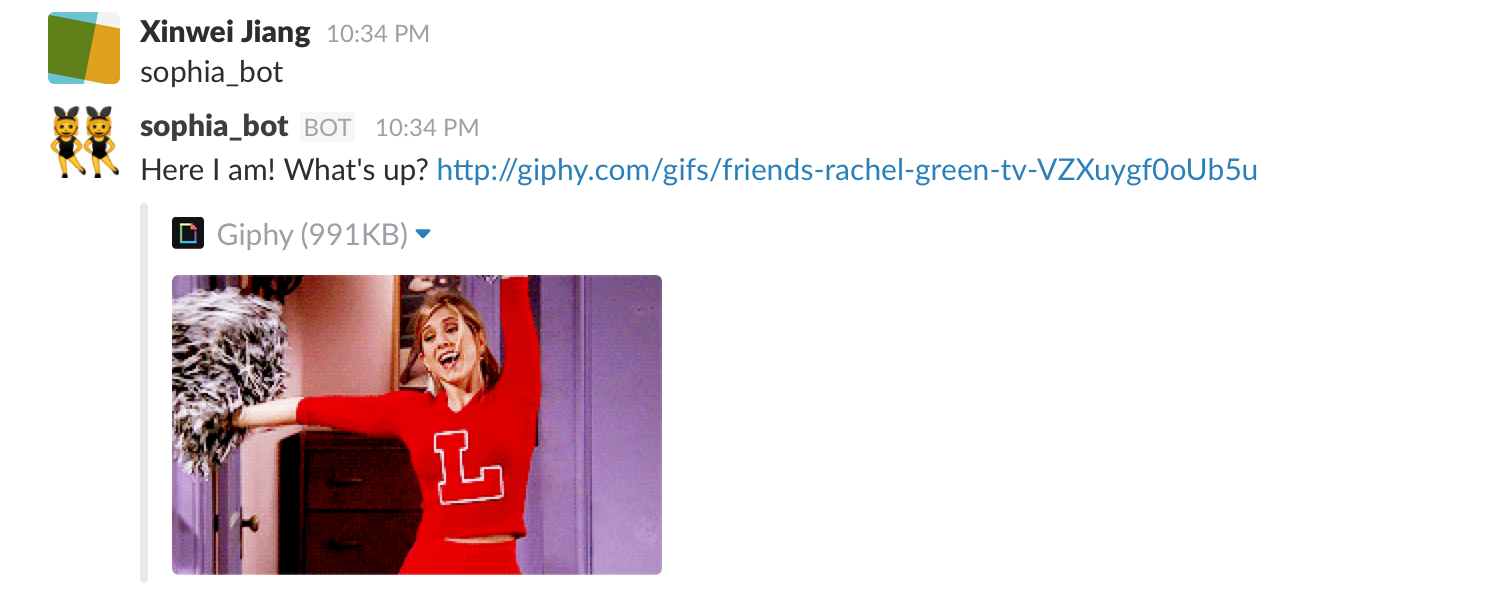 Xinwei Jiang 10:34 PM
sophia_bot
sophia_bot BOT 10:34 PM
Here I am! What's up? http://giphy.com/gifs/friends-rachel-green-tv-VZXuygf0oUb5u
Giphy (991KB)
L